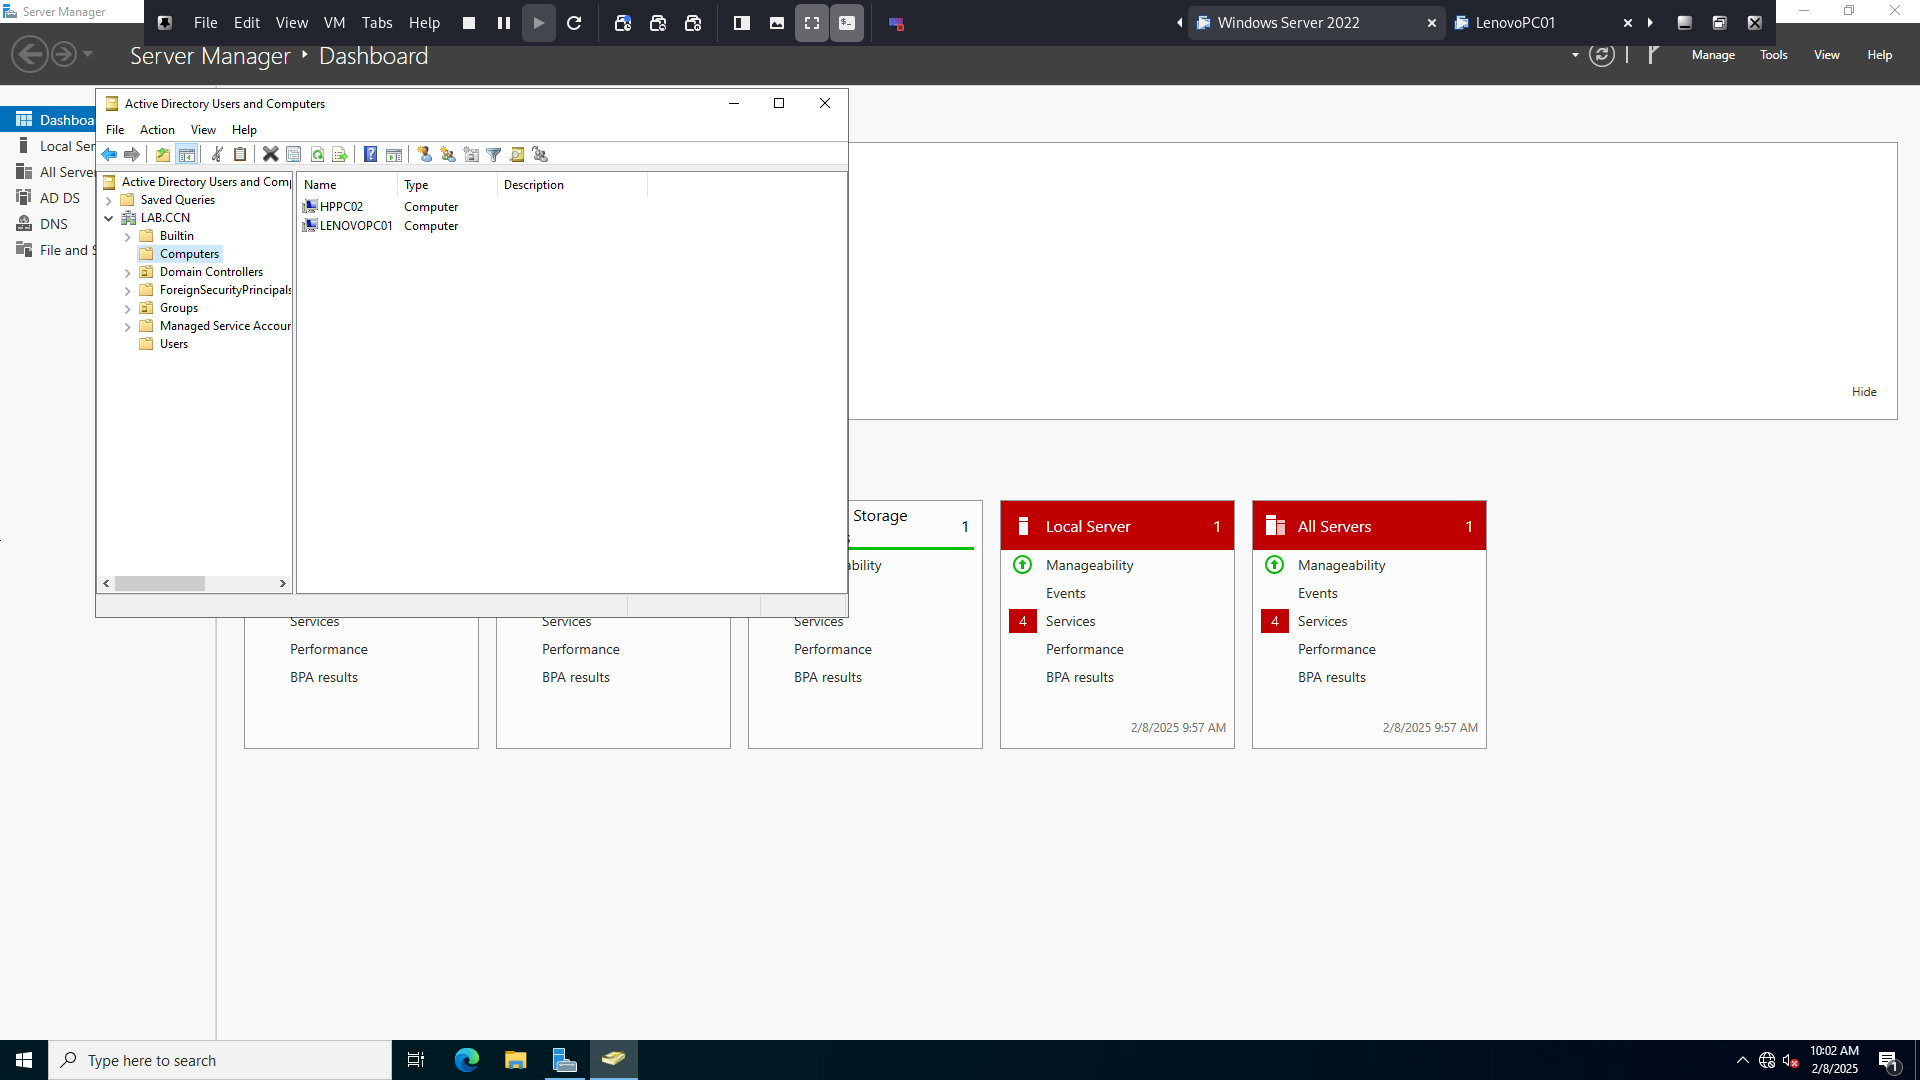 Server Manager
File Edit View VM Tabs Help
Windows Server 2022
LenovoPC01
Server Manager Dashboard
Manage Tools View Help
Active Directory Users and Computers
File Action View Help
Dashboa
Local Ser
All Server
AD DS
DNS
File and S
Active Directory Users and Com
Saved Queries
LAB.CCN
Builtin
Computers
Domain Controllers
ForeignSecurityPrincipals
Groups
Managed Service Accour
Users
Name Type Description
HPPC02 Computer
LENOVOPC01 Computer
Hide
Services
Performance
BPA results
Services
Performance
BPA results
Storage 1
s
ability
Services
Performance
BPA results
Local Server 1
Manageability
Events
4 Services
Performance
BPA results
2/8/2025 9:57 AM
All Servers 1
Manageability
Events
4 Services
Performance
BPA results
2/8/2025 9:57 AM
Type here to search
10:02 AM
2/8/2025
1